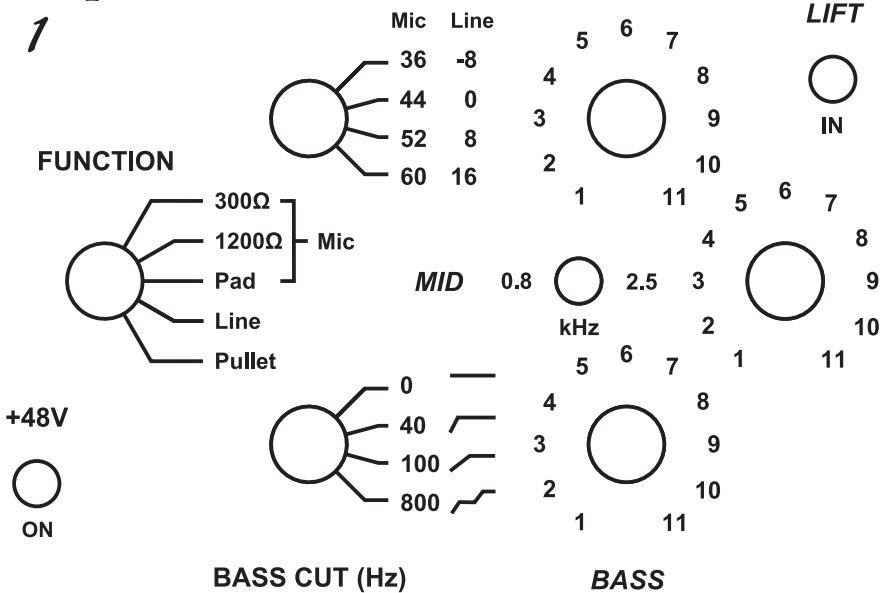 1
Mic Line
36 -8
44 0
52 8
60 16
5 6 7
4 8
3 9
2 10
1 11
LIFT
IN
FUNCTION
300Ω
1200Ω
Pad
Mic
Line
Pullet
MID 0.8 2.5
kHz
5 6 7
4 8
3 9
2 10
1 11
+48V
ON
0
40
100
800
BASS CUT (Hz)
5 6 7
4 8
3 9
2 10
1 11
BASS